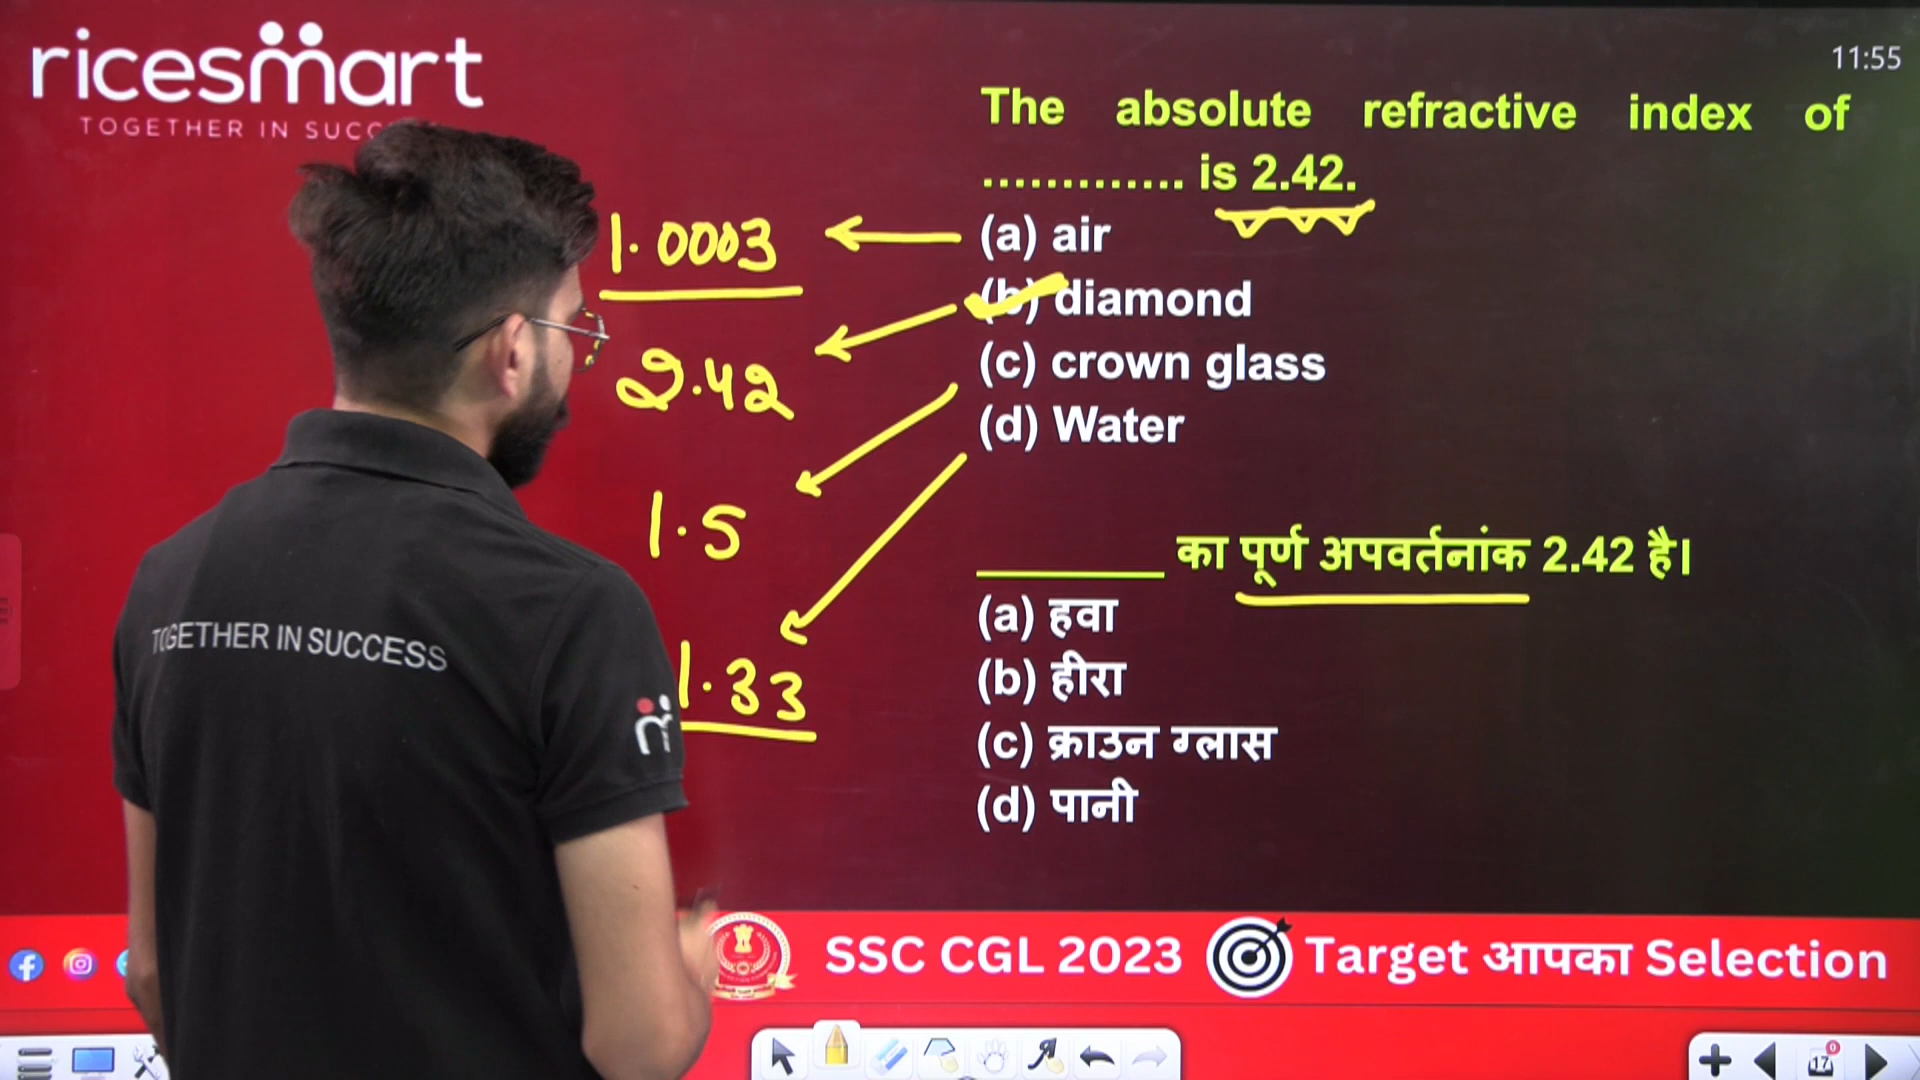 ricesmart
TOGETHER IN SUCC
11:55
The absolute refractive index of
............. is 2.42.
(a) air
(b) diamond
(c) crown glass
(d) Water
1.0003
2.42
1.5
1.33
_______ का पूर्ण अपवर्तनांक 2.42 है।
(a) हवा
(b) हीरा
(c) क्राउन ग्लास
(d) पानी
TOGETHER IN SUCCESS
SSC CGL 2023 Target आपका Selection
17
0